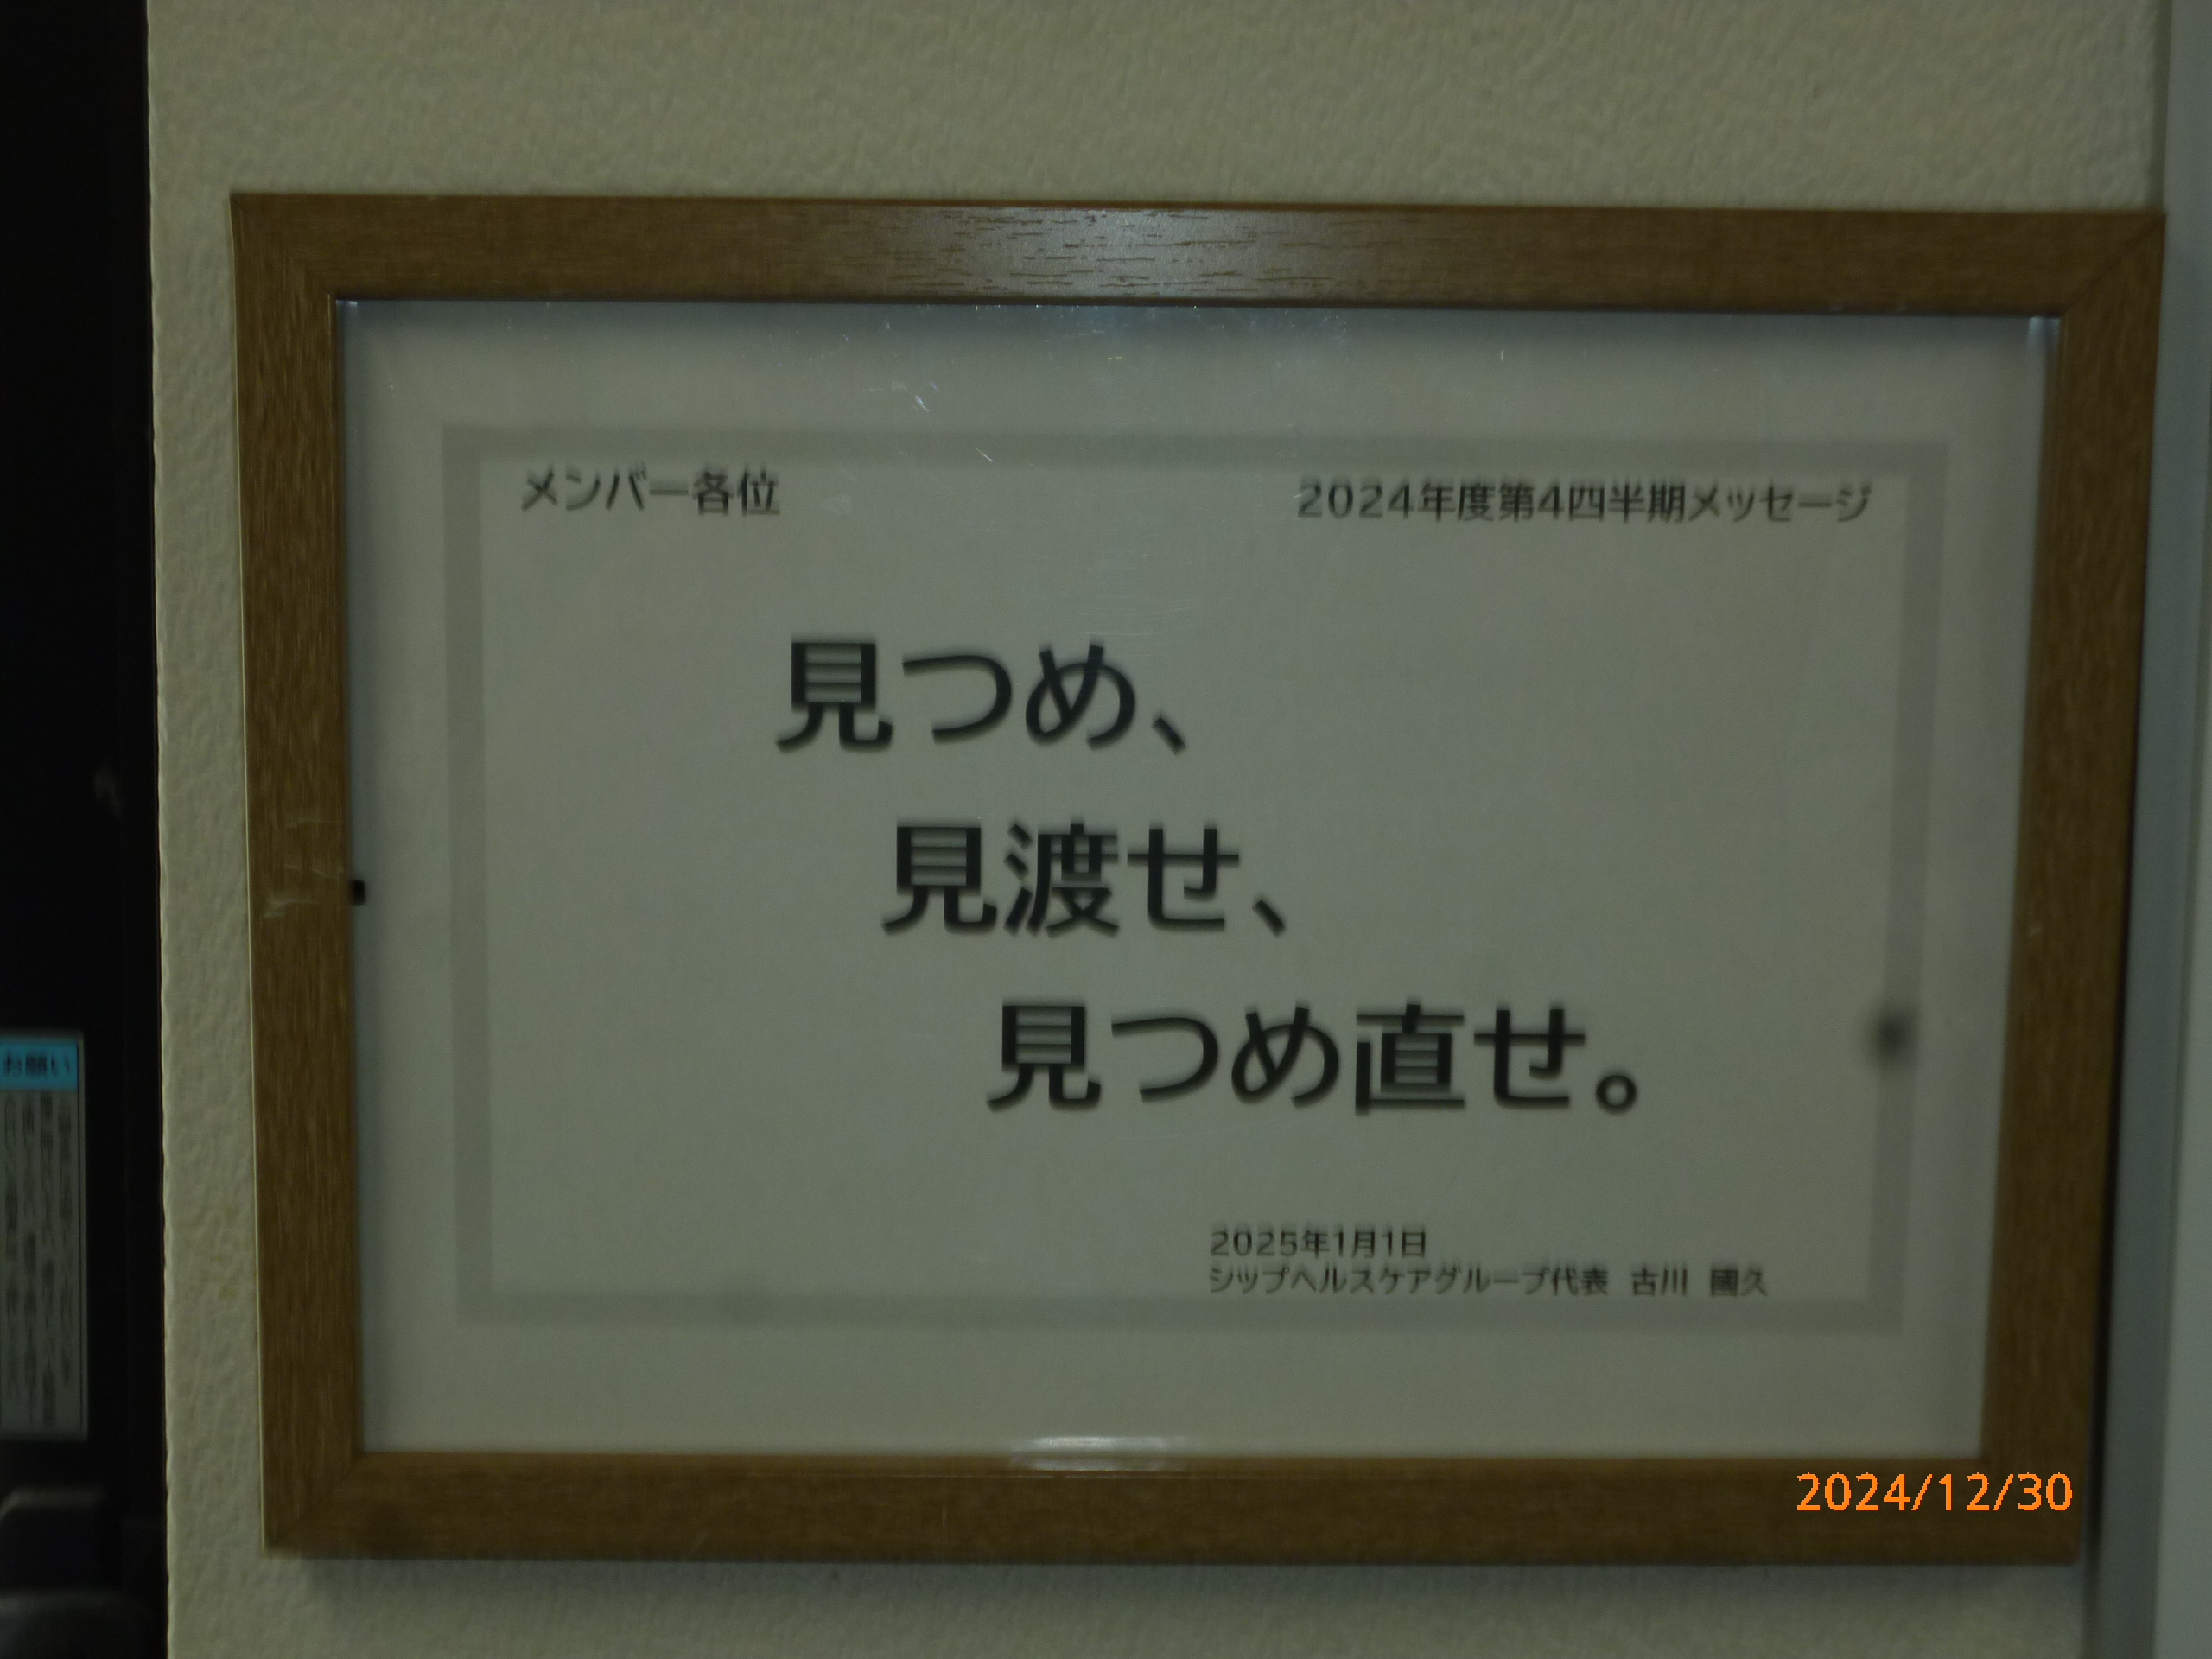 メンバー各位
2024年度第4四半期メッセージ
見つめ、
見渡せ、
見つめ直せ。
2025年1月1日
シップヘルスケアグループ代表 古川 國久
お願い
2024/12/30